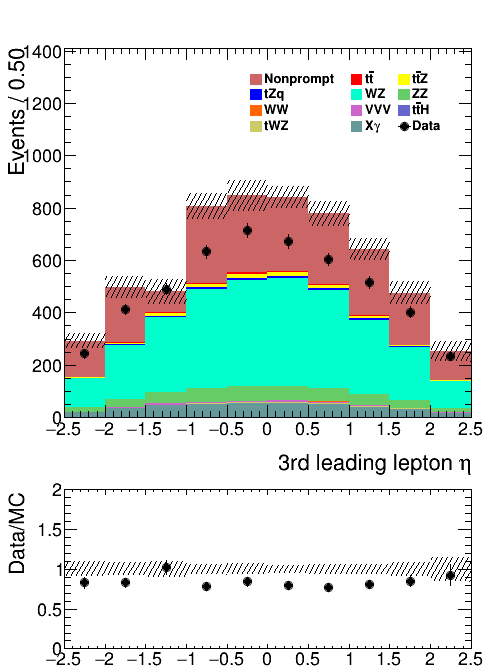 1400
1200
1000
800
600
400
200
0
Events / 0.50
Nonprompt tt̄ tt̄Z
tZq WZ ZZ
WW VVV tt̄H
tWZ Xγ Data
−2.5 −2 −1.5 −1 −0.5 0 0.5 1 1.5 2 2.5
3rd leading lepton η
2
1.5
1
0.5
0
Data/MC
−2.5 −2 −1.5 −1 −0.5 0 0.5 1 1.5 2 2.5